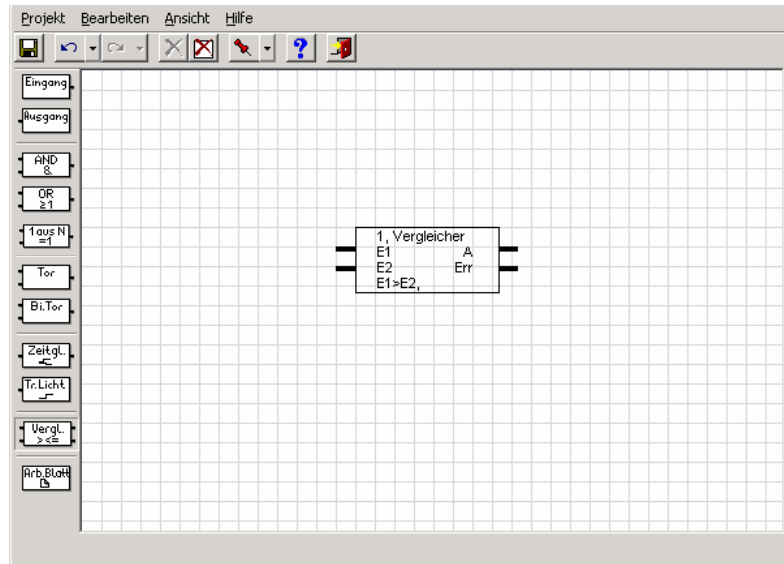 Projekt Bearbeiten Ansicht Hilfe
?
Eingang
Ausgang
AND
&
OR
≥1
1 aus N
=1
Tor
Bi.Tor
Zeitgl.
Tr.Licht
Vergl.
><=
Arb.Blatt
1, Vergleicher
E1 A
E2 Err
E1>E2,